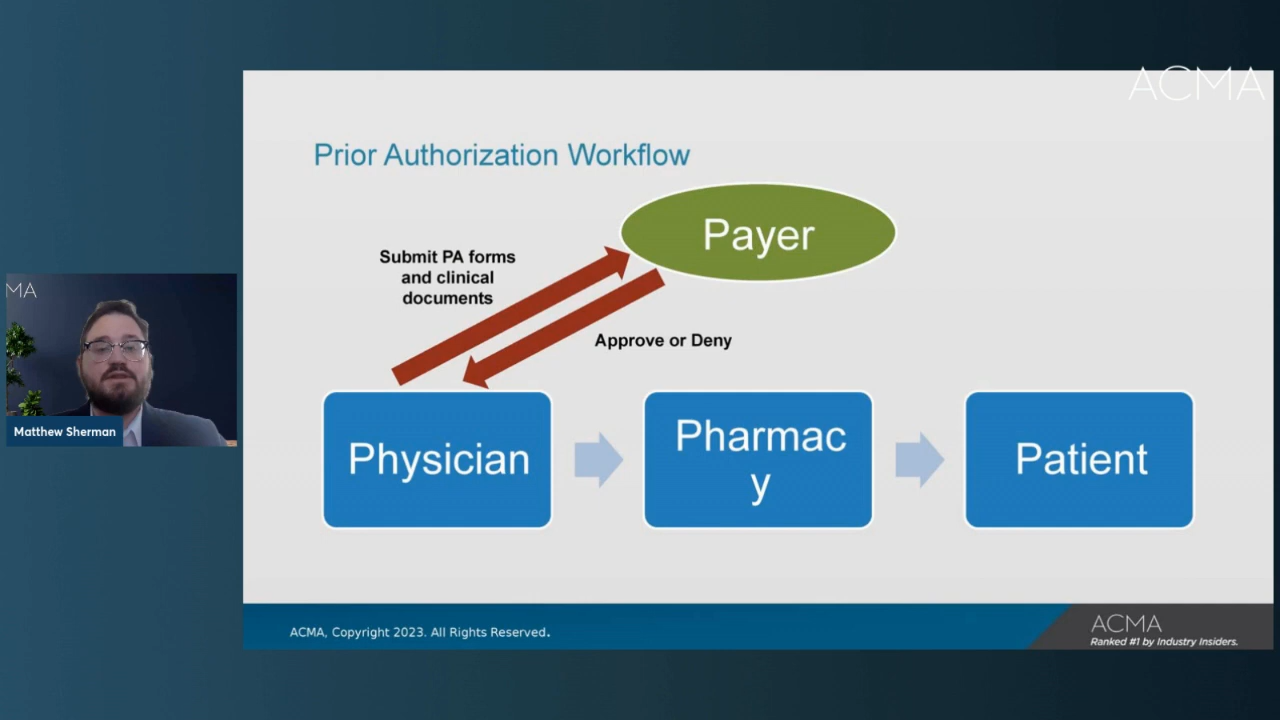 ACMA
Prior Authorization Workflow
Payer
Submit PA forms
and clinical
documents
Approve or Deny
MA
Matthew Sherman
Physician
Pharmac
y
Patient
ACMA, Copyright 2023. All Rights Reserved.
ACMA
Ranked #1 by Industry Insiders.